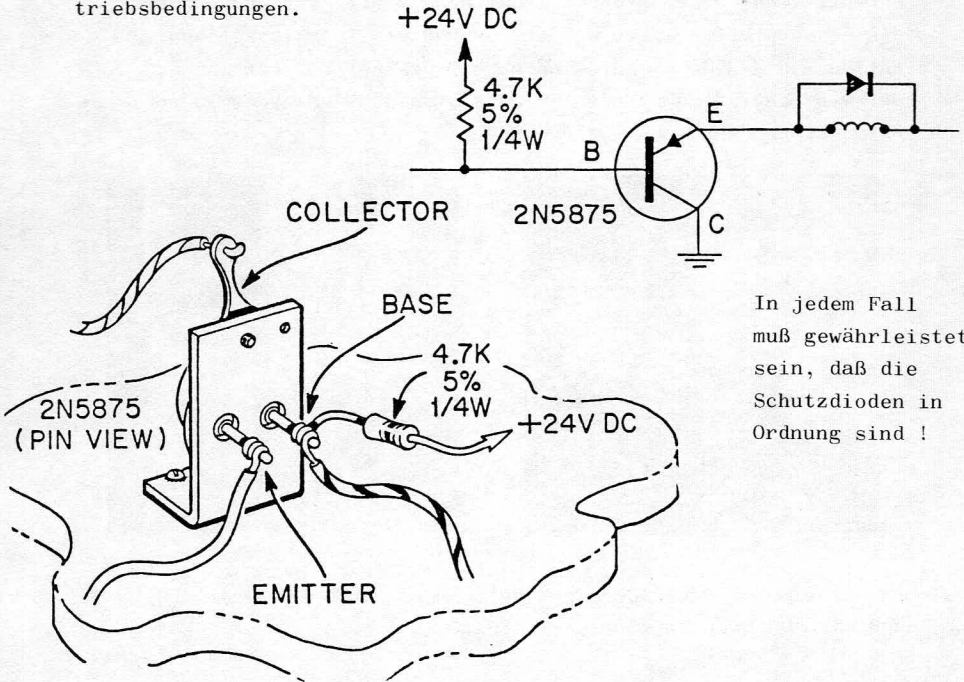 triebsbedingungen.
+24V DC
4.7K
5%
1/4W
B
E
C
2N5875
COLLECTOR
BASE
4.7K
5%
1/4W
+24V DC
2N5875
(PIN VIEW)
EMITTER
In jedem Fall
muß gewährleistet
sein, daß die
Schutzdioden in
Ordnung sind !